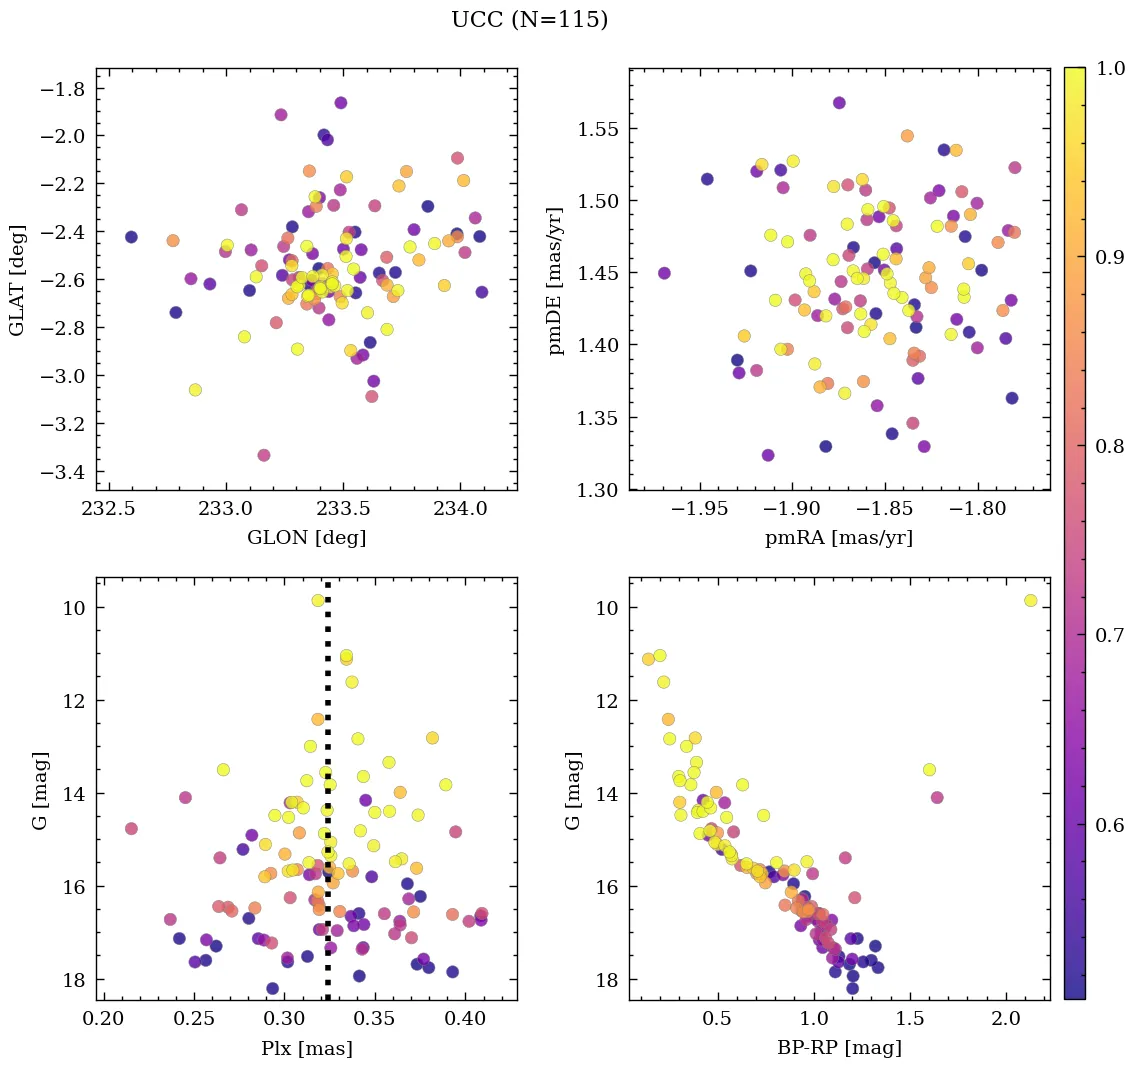 UCC (N=115)
−1.8
−2.0
−2.2
−2.4
−2.6
−2.8
−3.0
−3.2
−3.4
GLAT [deg]
232.5 233.0 233.5 234.0
GLON [deg]
1.55
1.50
1.45
1.40
1.35
1.30
pmDE [mas/yr]
−1.95 −1.90 −1.85 −1.80
pmRA [mas/yr]
1.0
0.9
0.8
0.7
0.6
10
12
14
16
18
G [mag]
0.20 0.25 0.30 0.35 0.40
Plx [mas]
10
12
14
16
18
G [mag]
0.5 1.0 1.5 2.0
BP-RP [mag]